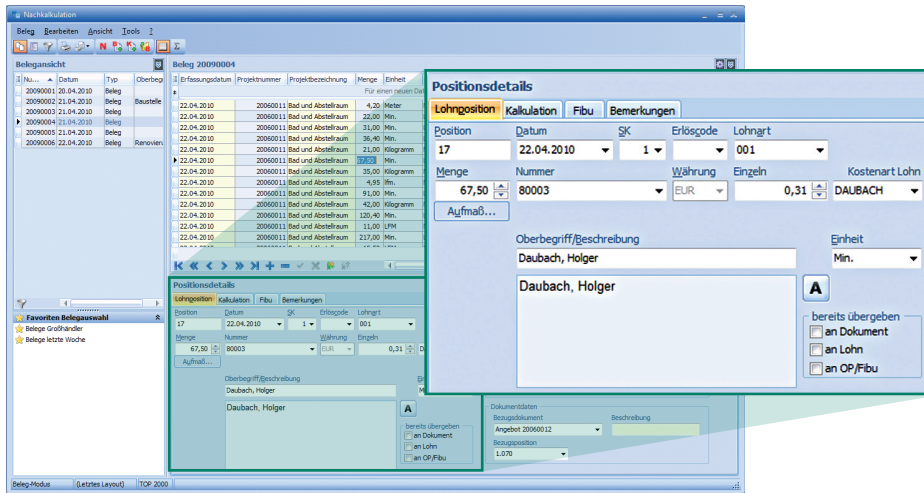 Nachkalkulation
Beleg Bearbeiten Ansicht Tools ?
Belegansicht
Nu... Datum Typ Oberbegri
20090001 20.04.2010 Beleg
20090002 21.04.2010 Beleg Baustelle
20090003 21.04.2010 Beleg
20090004 21.04.2010 Beleg
20090005 21.04.2010 Beleg
20090006 22.04.2010 Beleg Renovieru
Favoriten Belegauswahl
Belege Großhändler
Belege letzte Woche
Beleg 20090004
Erfassungsdatum Projektnummer Projektbezeichnung Menge Einheit
Für einen neuen Dat
22.04.2010 20060011 Bad und Abstellraum 4,20 Meter
22.04.2010 20060011 Bad und Abstellraum 22,00 Min.
22.04.2010 20060011 Bad und Abstellraum 31,00 Min.
22.04.2010 20060011 Bad und Abstellraum 36,40 Min.
22.04.2010 20060011 Bad und Abstellraum 21,00 Kilogramm
22.04.2010 20060011 Bad und Abstellraum 67,50 Min.
22.04.2010 20060011 Bad und Abstellraum 35,00 Kilogramm
22.04.2010 20060011 Bad und Abstellraum 4,95 lfm.
22.04.2010 20060011 Bad und Abstellraum 91,00 Min.
22.04.2010 20060011 Bad und Abstellraum 42,00 Kilogramm
22.04.2010 20060011 Bad und Abstellraum 120,40 Min.
22.04.2010 20060011 Bad und Abstellraum 11,00 LFM
22.04.2010 20060011 Bad und Abstellraum 217,00 Min.
Positionsdetails
Lohnposition Kalkulation Fibu Bemerkungen
Position Datum SK Erlöscode Lohnart
17 22.04.2010 1 001
Menge Nummer Währung Einzeln
67,50 80003 EUR 0,31 D
Aufmaß...
Oberbegriff/Beschreibung
Daubach, Holger
Daubach, Holger
A
bereits übergeben
an Dokument
an Lohn
an OP/Fibu
Dokumentdaten
Bezugsdokument Beschreibung
Angebot 20060012
Bezugsposition
1.070
Beleg-Modus (Letztes Layout) TOP 2000
Positionsdetails
Lohnposition Kalkulation Fibu Bemerkungen
Position Datum SK Erlöscode Lohnart
17 22.04.2010 1 001
Menge Nummer Währung Einzeln Kostenart Lohn
67,50 80003 EUR 0,31 DAUBACH
Aufmaß...
Oberbegriff/Beschreibung Einheit
Daubach, Holger Min.
Daubach, Holger
A
bereits übergeben
an Dokument
an Lohn
an OP/Fibu